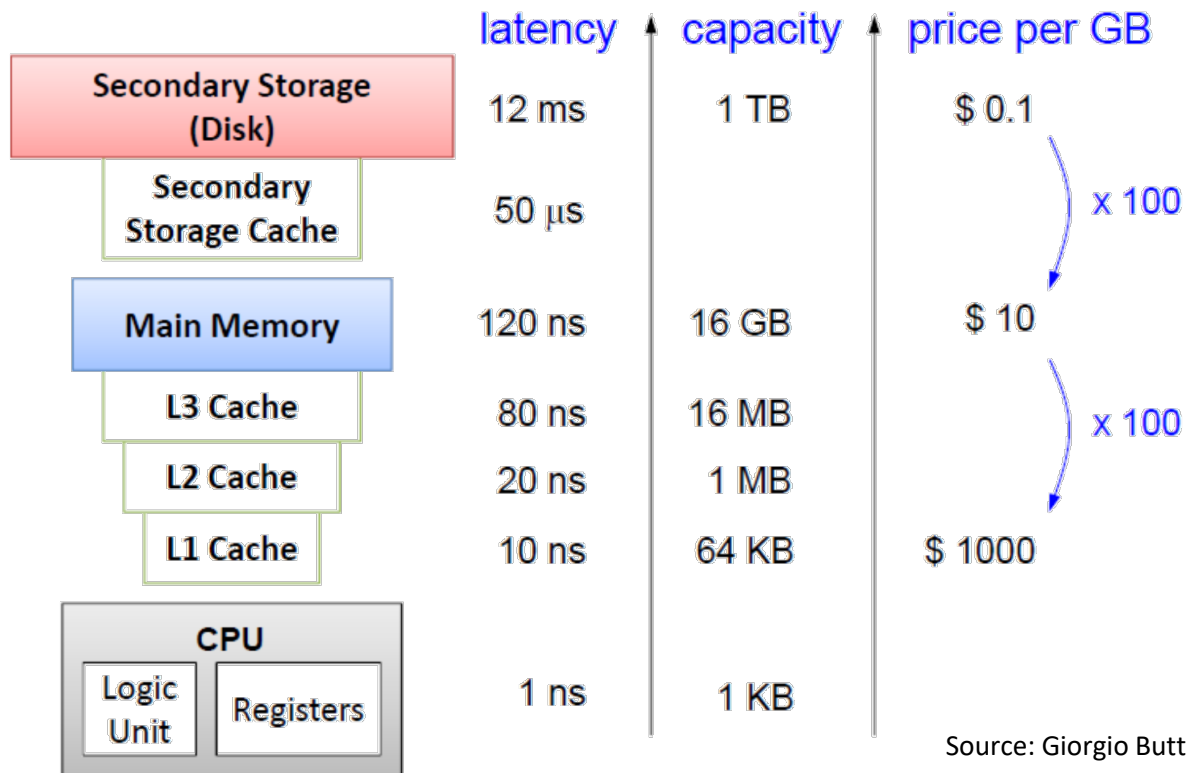 latency capacity price per GB
Secondary Storage
(Disk)
12 ms 1 TB $ 0.1
Secondary
Storage Cache
50 μs
x 100
Main Memory 120 ns 16 GB $ 10
L3 Cache 80 ns 16 MB
x 100
L2 Cache 20 ns 1 MB
L1 Cache 10 ns 64 KB $ 1000
CPU
Logic
Unit
Registers
1 ns 1 KB
Source: Giorgio Butt